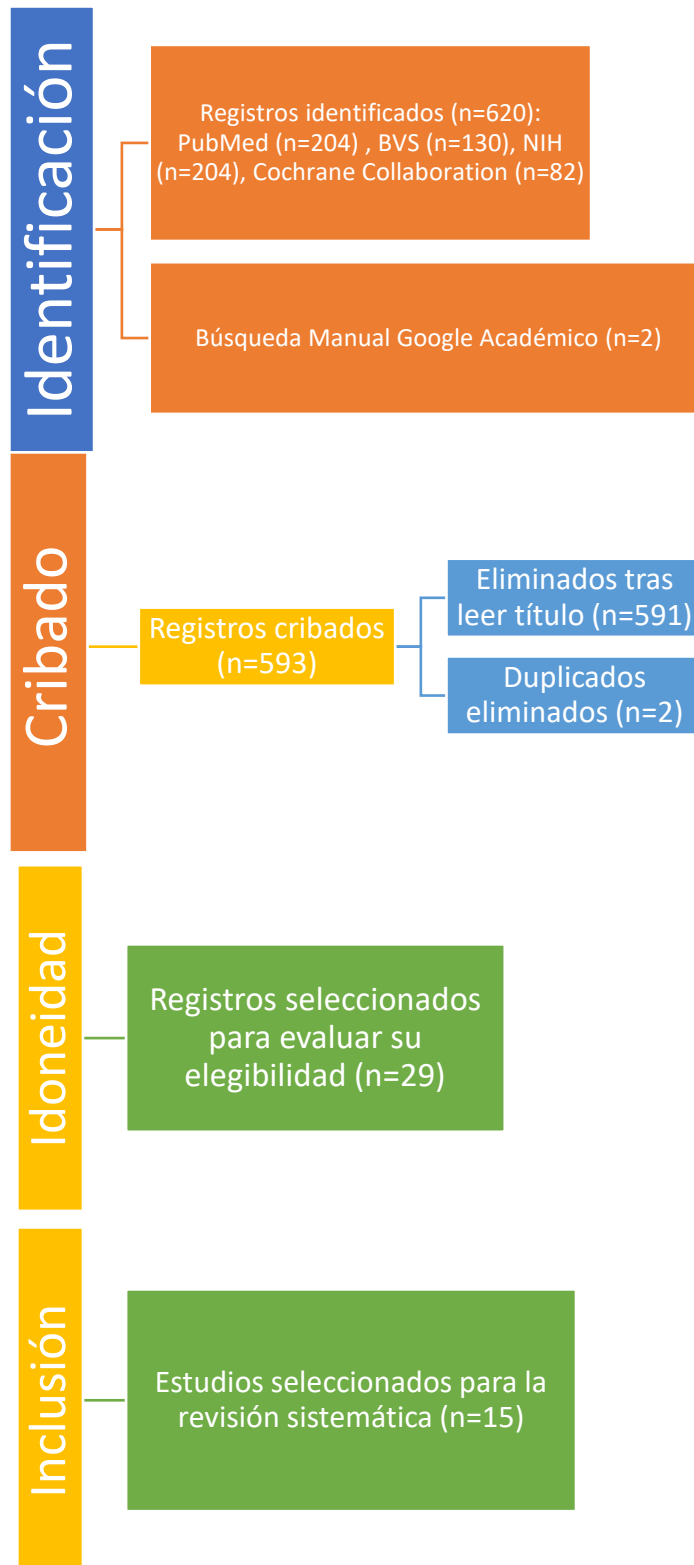 Identificación
Registros identificados (n=620):
PubMed (n=204) , BVS (n=130), NIH
(n=204), Cochrane Collaboration (n=82)
Búsqueda Manual Google Académico (n=2)
Cribado
Registros cribados
(n=593)
Eliminados tras
leer título (n=591)
Duplicados
eliminados (n=2)
Idoneidad
Registros seleccionados
para evaluar su
elegibilidad (n=29)
Inclusión
Estudios seleccionados para la
revisión sistemática (n=15)